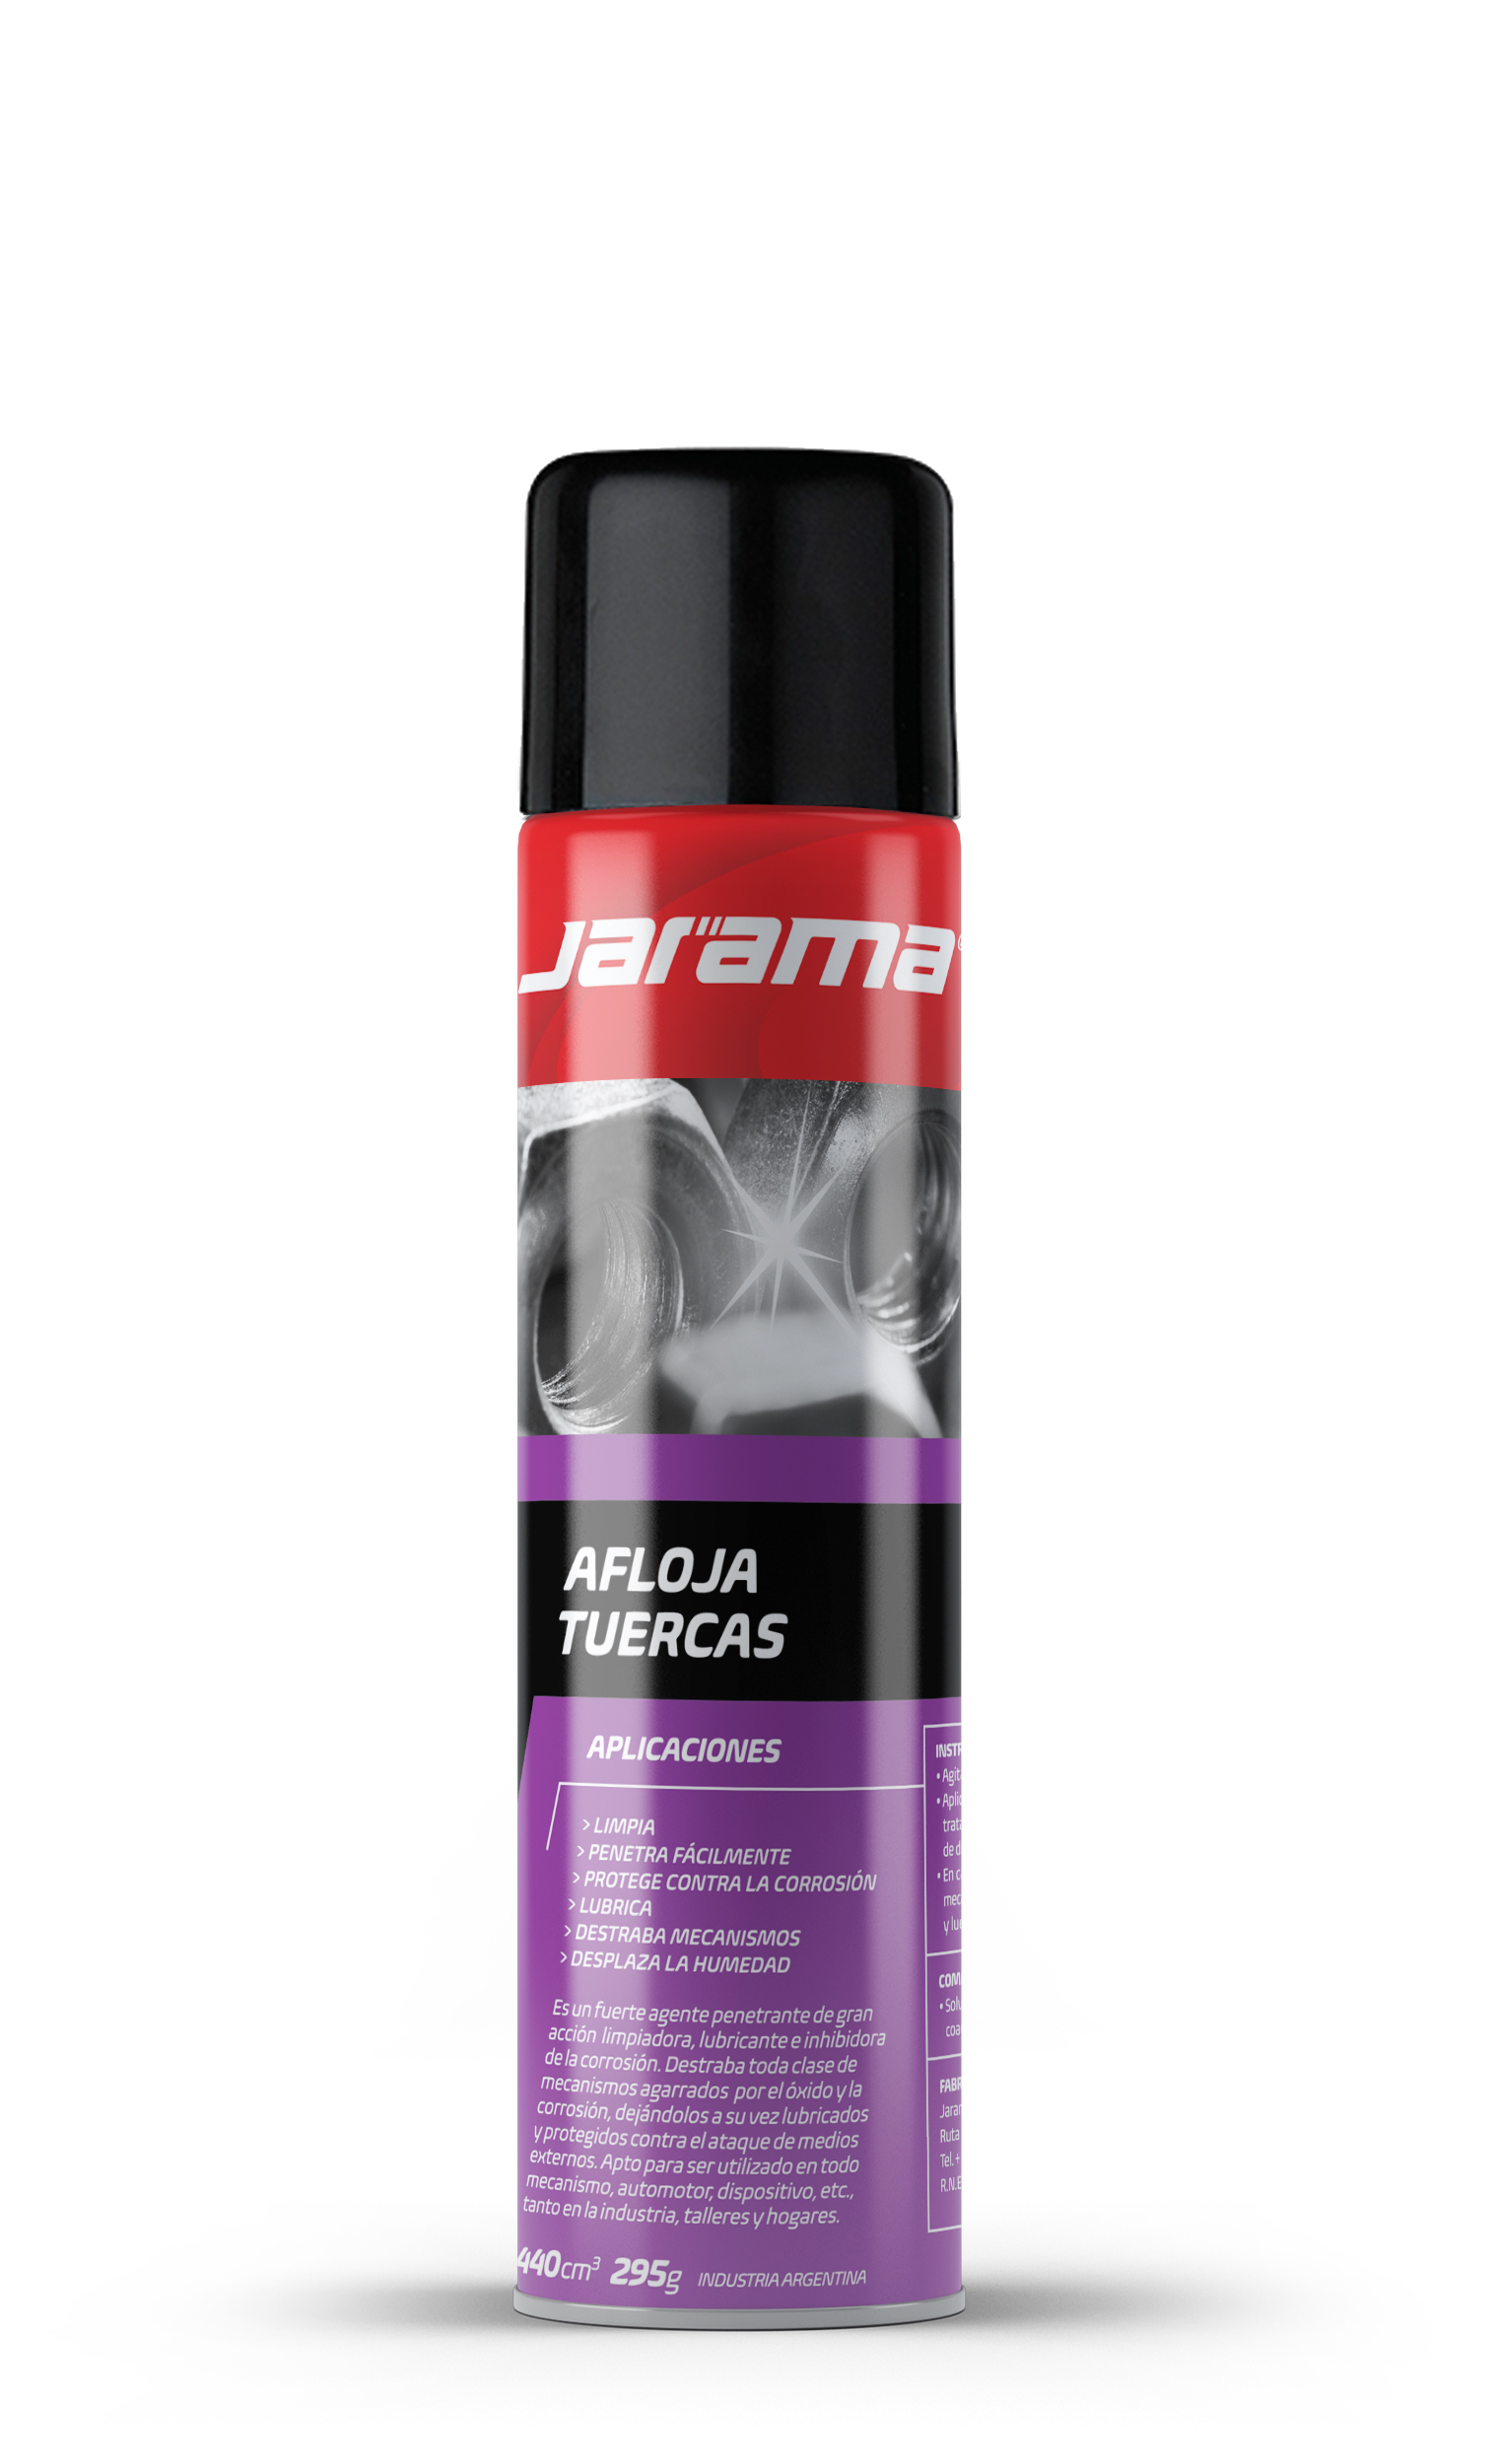 Jarama
AFLOJA
TUERCAS
APLICACIONES
> LIMPIA
> PENETRA FÁCILMENTE
> PROTEGE CONTRA LA CORROSIÓN
> LUBRICA
> DESTRABA MECANISMOS
> DESPLAZA LA HUMEDAD
Es un fuerte agente penetrante de gran
acción limpiadora, lubricante e inhibidora
de la corrosión. Destraba toda clase de
mecanismos agarrados por el óxido y la
corrosión, dejándolos a su vez lubricados
y protegidos contra el ataque de medios
externos. Apto para ser utilizado en todo
mecanismo, automotor, dispositivo, etc.,
tanto en la industria, talleres y hogares.
440cm³ 295g INDUSTRIA ARGENTINA
• En
y
Ruta
Tel. +